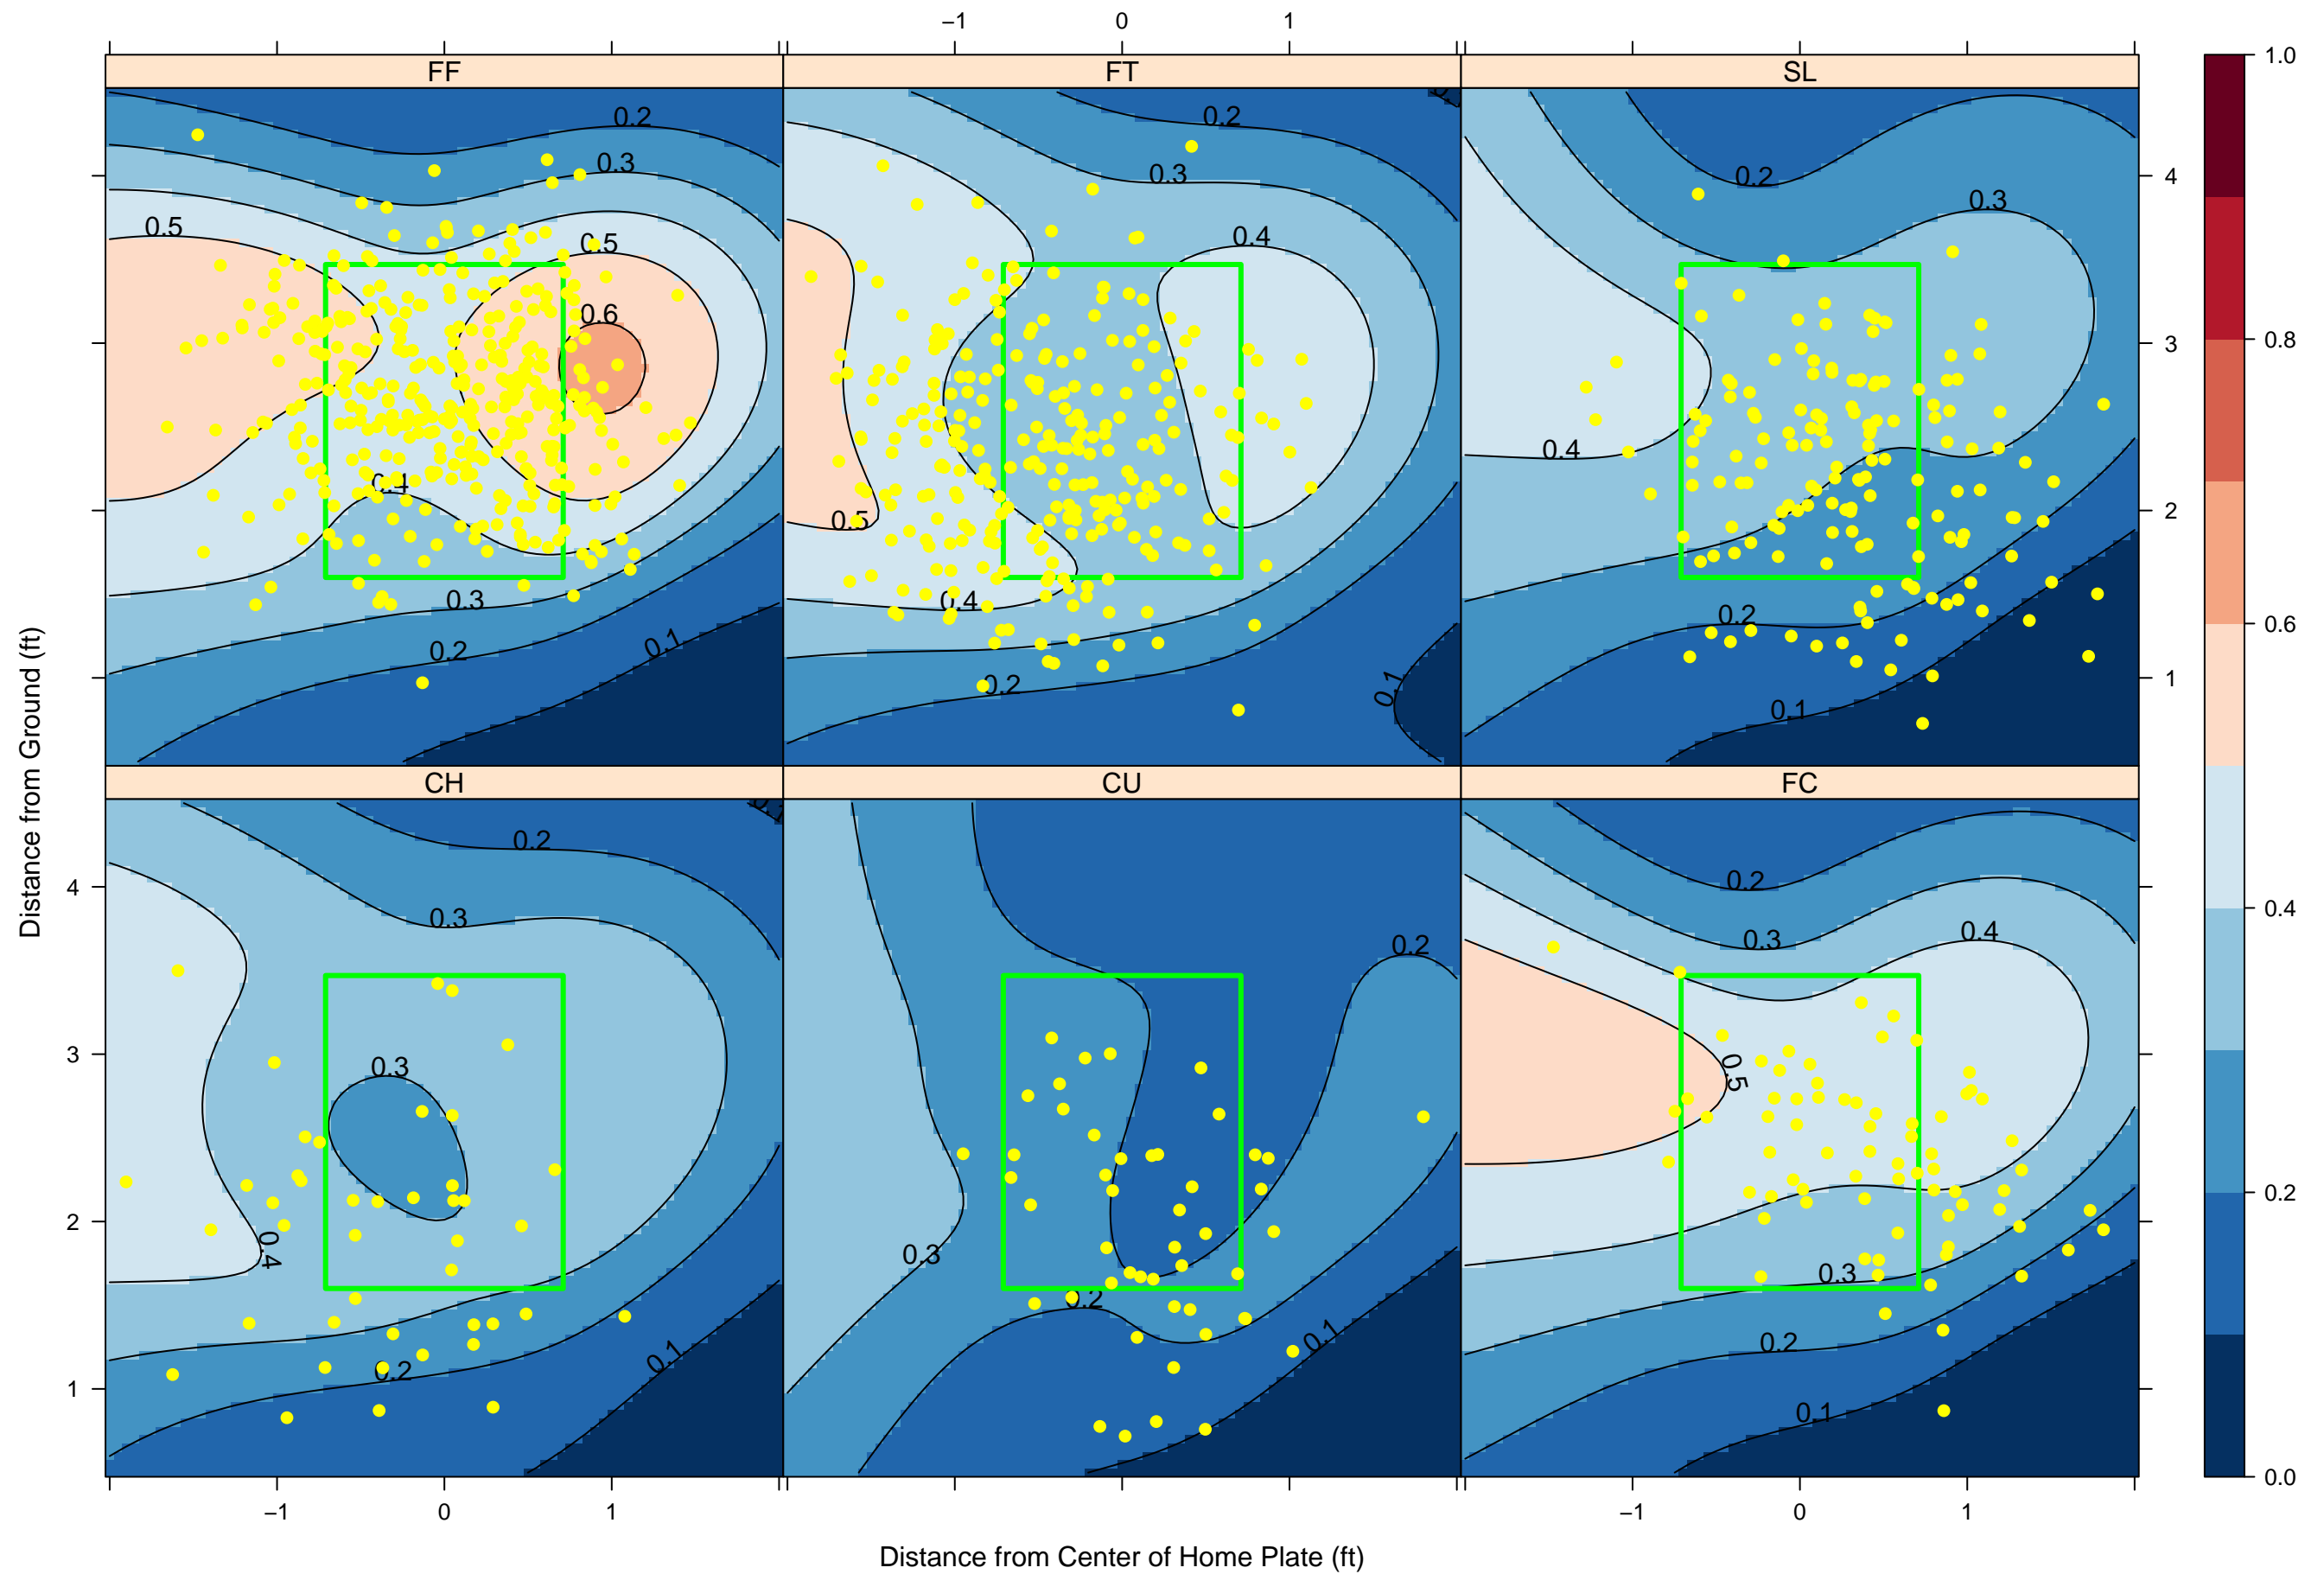 −1 0 1
FF FT SL
0.2 0.3 0.5 0.5 0.6 0.4 0.3 0.2 0.1
0.2 0.3 0.4 0.5 0.4 0.2 0.1
0.2 0.3 0.4 0.2 0.1
4
3
2
1
CH CU FC
0.2 0.3 0.3 0.4 0.2 0.1
0.2 0.3 0.2 0.1
0.2 0.3 0.4 0.5 0.3 0.2 0.1
4
3
2
1
−1 0 1
−1 0 1
Distance from Center of Home Plate (ft)
Distance from Ground (ft)
1.0
0.8
0.6
0.4
0.2
0.0